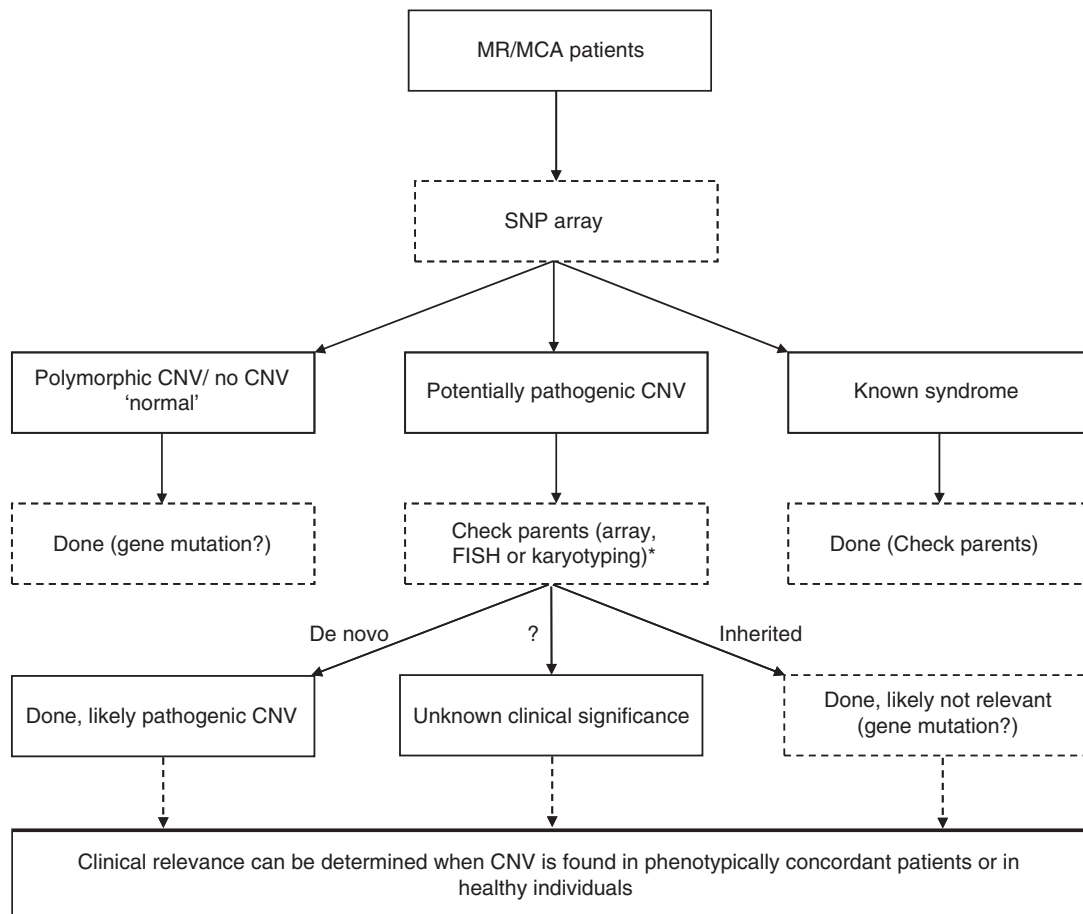 MR/MCA patients
SNP array
Polymorphic CNV/ no CNV
‘normal’
Potentially pathogenic CNV
Known syndrome
Done (gene mutation?)
Check parents (array,
FISH or karyotyping)*
Done (Check parents)
De novo
?
Inherited
Done, likely pathogenic CNV
Unknown clinical significance
Done, likely not relevant
(gene mutation?)
Clinical relevance can be determined when CNV is found in phenotypically concordant patients or in
healthy individuals